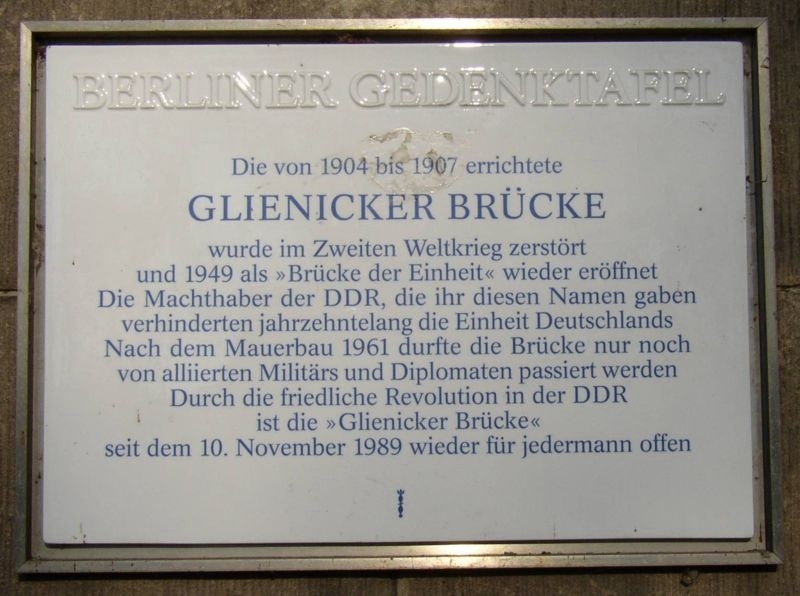 BERLINER GEDENKTAFEL
Die von 1904 bis 1907 errichtete
GLIENICKER BRÜCKE
wurde im Zweiten Weltkrieg zerstört
und 1949 als »Brücke der Einheit« wieder eröffnet
Die Machthaber der DDR, die ihr diesen Namen gaben
verhinderten jahrzehntelang die Einheit Deutschlands
Nach dem Mauerbau 1961 durfte die Brücke nur noch
von alliierten Militärs und Diplomaten passiert werden
Durch die friedliche Revolution in der DDR
ist die »Glienicker Brücke«
seit dem 10. November 1989 wieder für jedermann offen